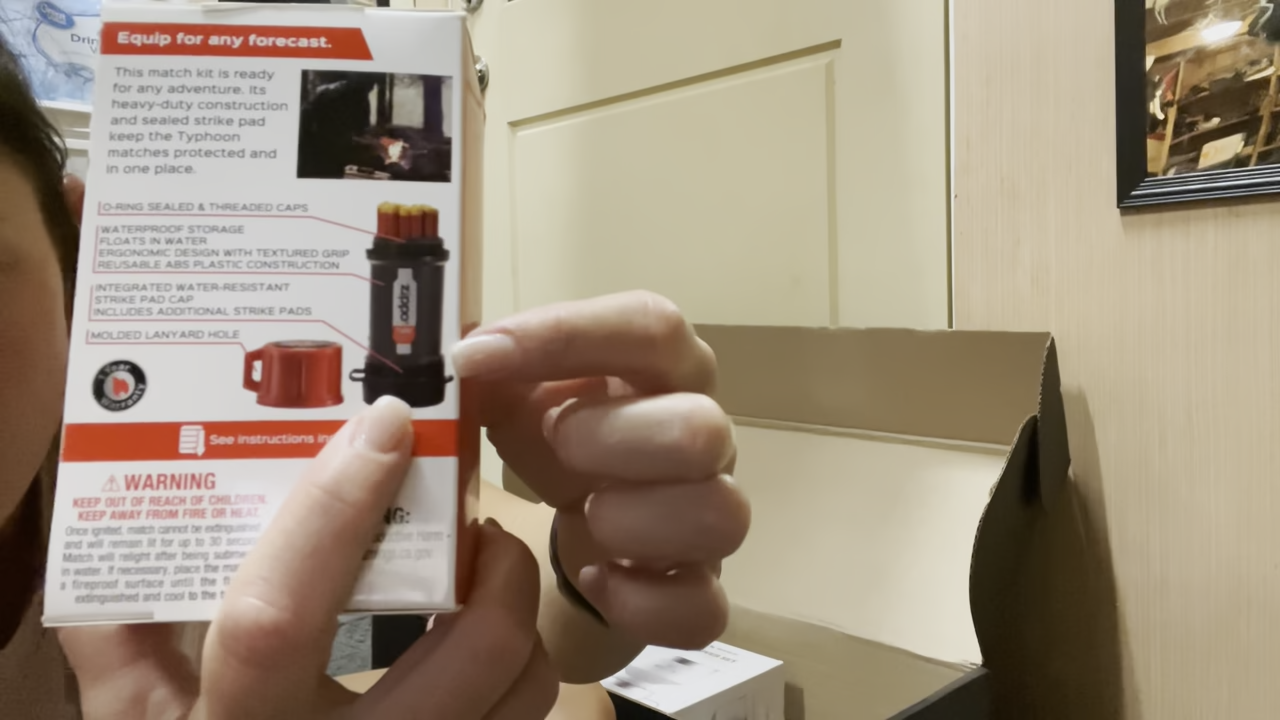 Equip for any forecast.
This match kit is ready
for any adventure. Its
heavy-duty construction
and sealed strike pad
keep the Typhoon
matches protected and
in one place.
O-RING SEALED & THREADED CAPS
WATERPROOF STORAGE
FLOATS IN WATER
ERGONOMIC DESIGN WITH TEXTURED GRIP
REUSABLE ABS PLASTIC CONSTRUCTION
INTEGRATED WATER-RESISTANT
STRIKE PAD CAP
INCLUDES ADDITIONAL STRIKE PADS
MOLDED LANYARD HOLE
zippo
1 Year
Warranty
See instructions
WARNING
KEEP OUT OF REACH OF CHILDREN.
KEEP AWAY FROM FIRE OR HEAT.
Once ignited, match cannot be extinguished
and will remain lit for up to 30
Match will relight after being
in water. If necessary, place the
a fireproof surface until the
extinguished and cool to the